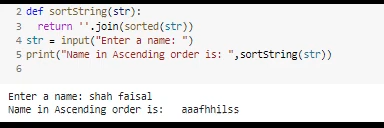 2 def sortString(str):
3   return ''.join(sorted(str))
4 str = input("Enter a name: ")
5 print("Name in Ascending order is: ",sortString(str))
6
Enter a name: shah faisal
Name in Ascending order is:   aaafhhilss